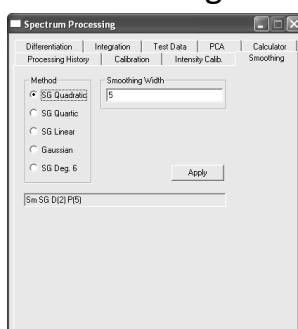 Spectrum Processing
Differentiation Integration Test Data PCA Calculator
Processing History Calibration Intensity Calib. Smoothing
Method Smoothing Width
SG Quadratic 5
SG Quartic
SG Linear
Gaussian
SG Deg. 6 Apply
Sm SG D(2) P(5)